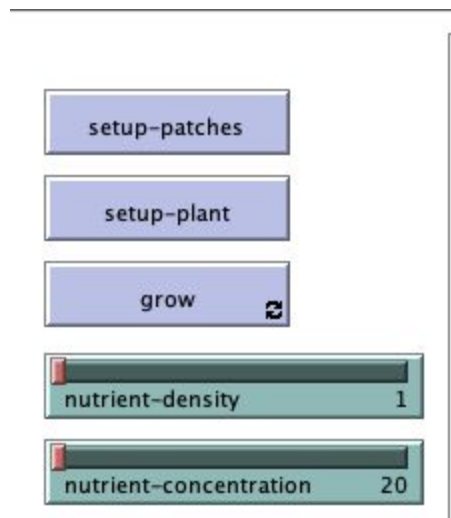 setup-patches
setup-plant
grow
nutrient-density 1
nutrient-concentration 20